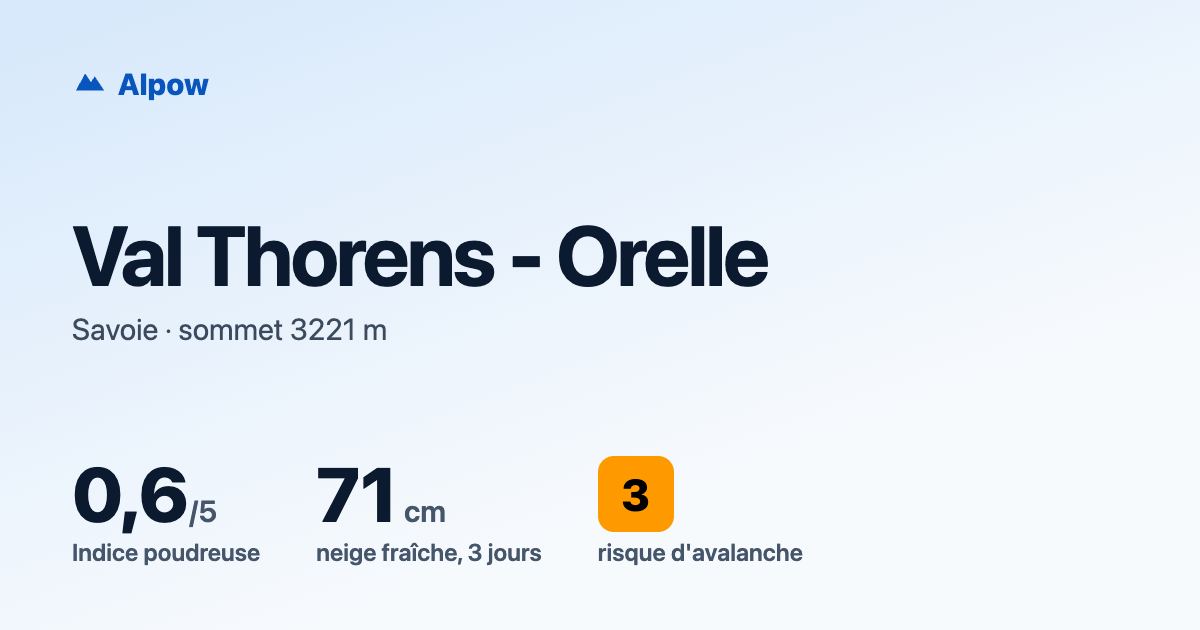 Alpow
Val Thorens - Orelle
Savoie · sommet 3221 m
0,6/5 71 cm 3
Indice poudreuse neige fraîche, 3 jours risque d'avalanche